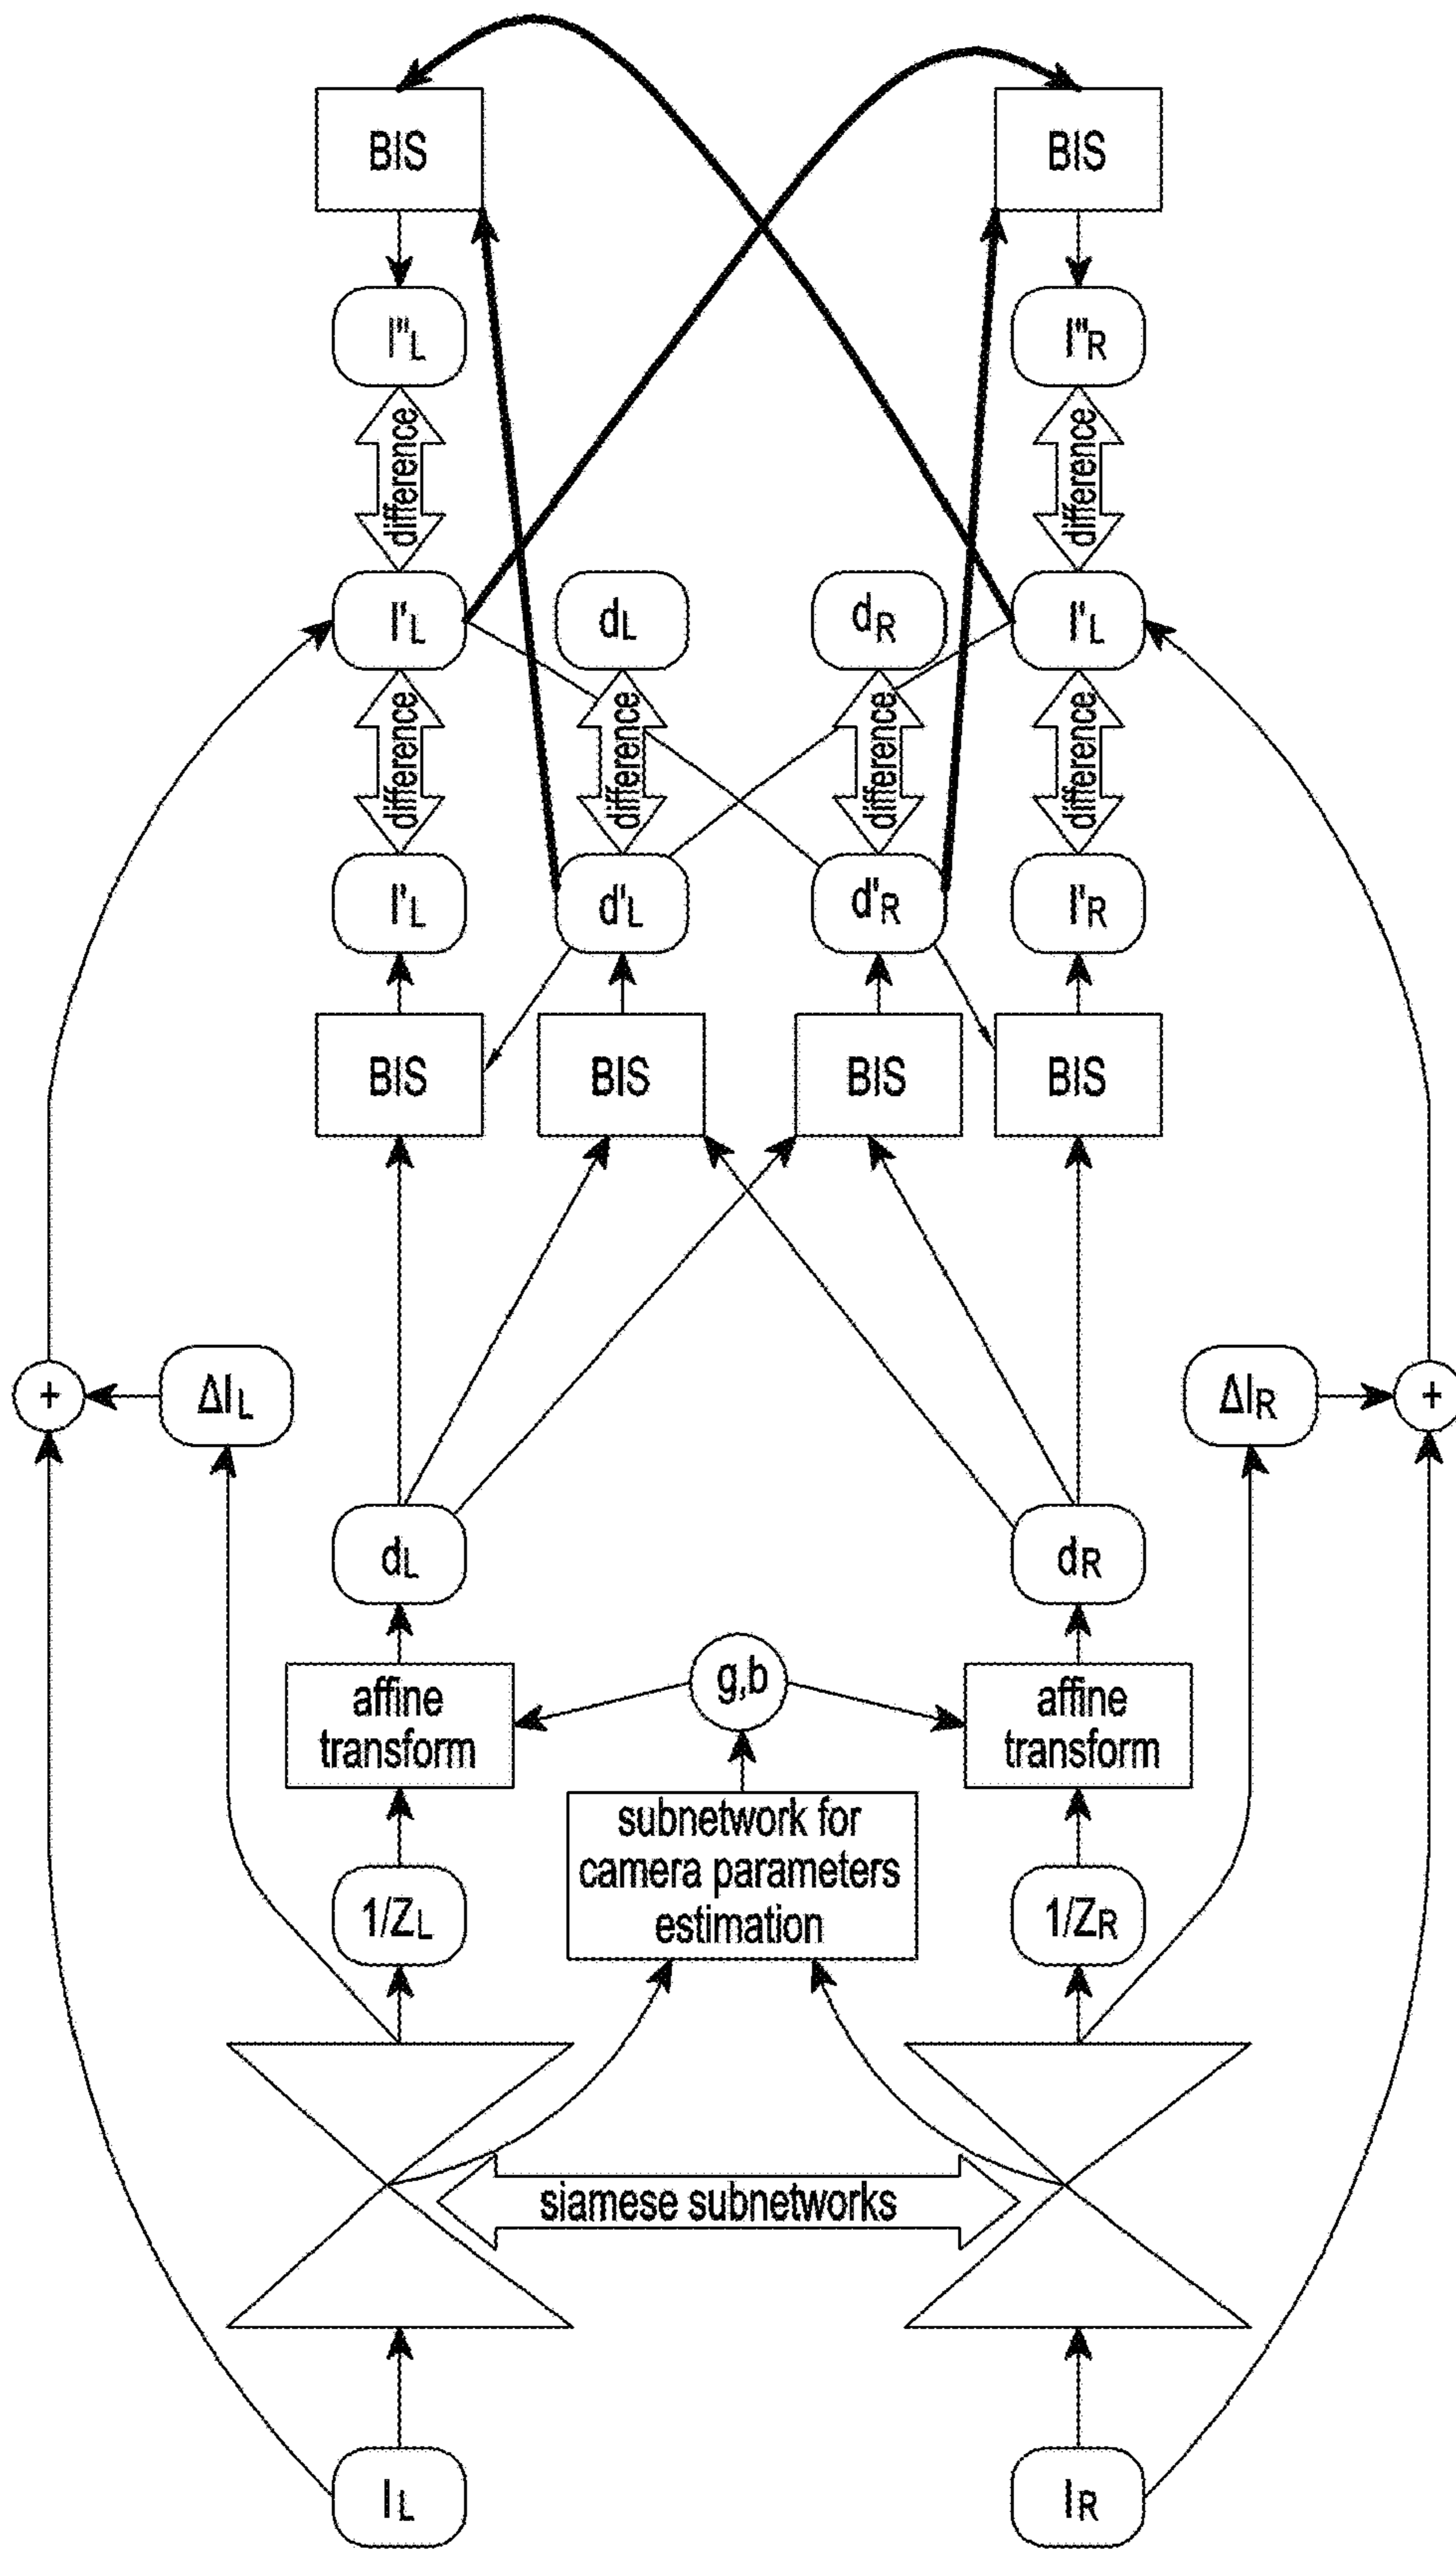 BIS BIS
I"L I"R
difference difference
I'L dL dR I'L
difference difference difference difference
I'L d'L d'R I'R
BIS BIS BIS BIS
+ ΔIL ΔIR +
dL dR
affine
transform
g,b
affine
transform
1/ZL
subnetwork for
camera parameters
estimation
1/ZR
siamese subnetworks
IL IR